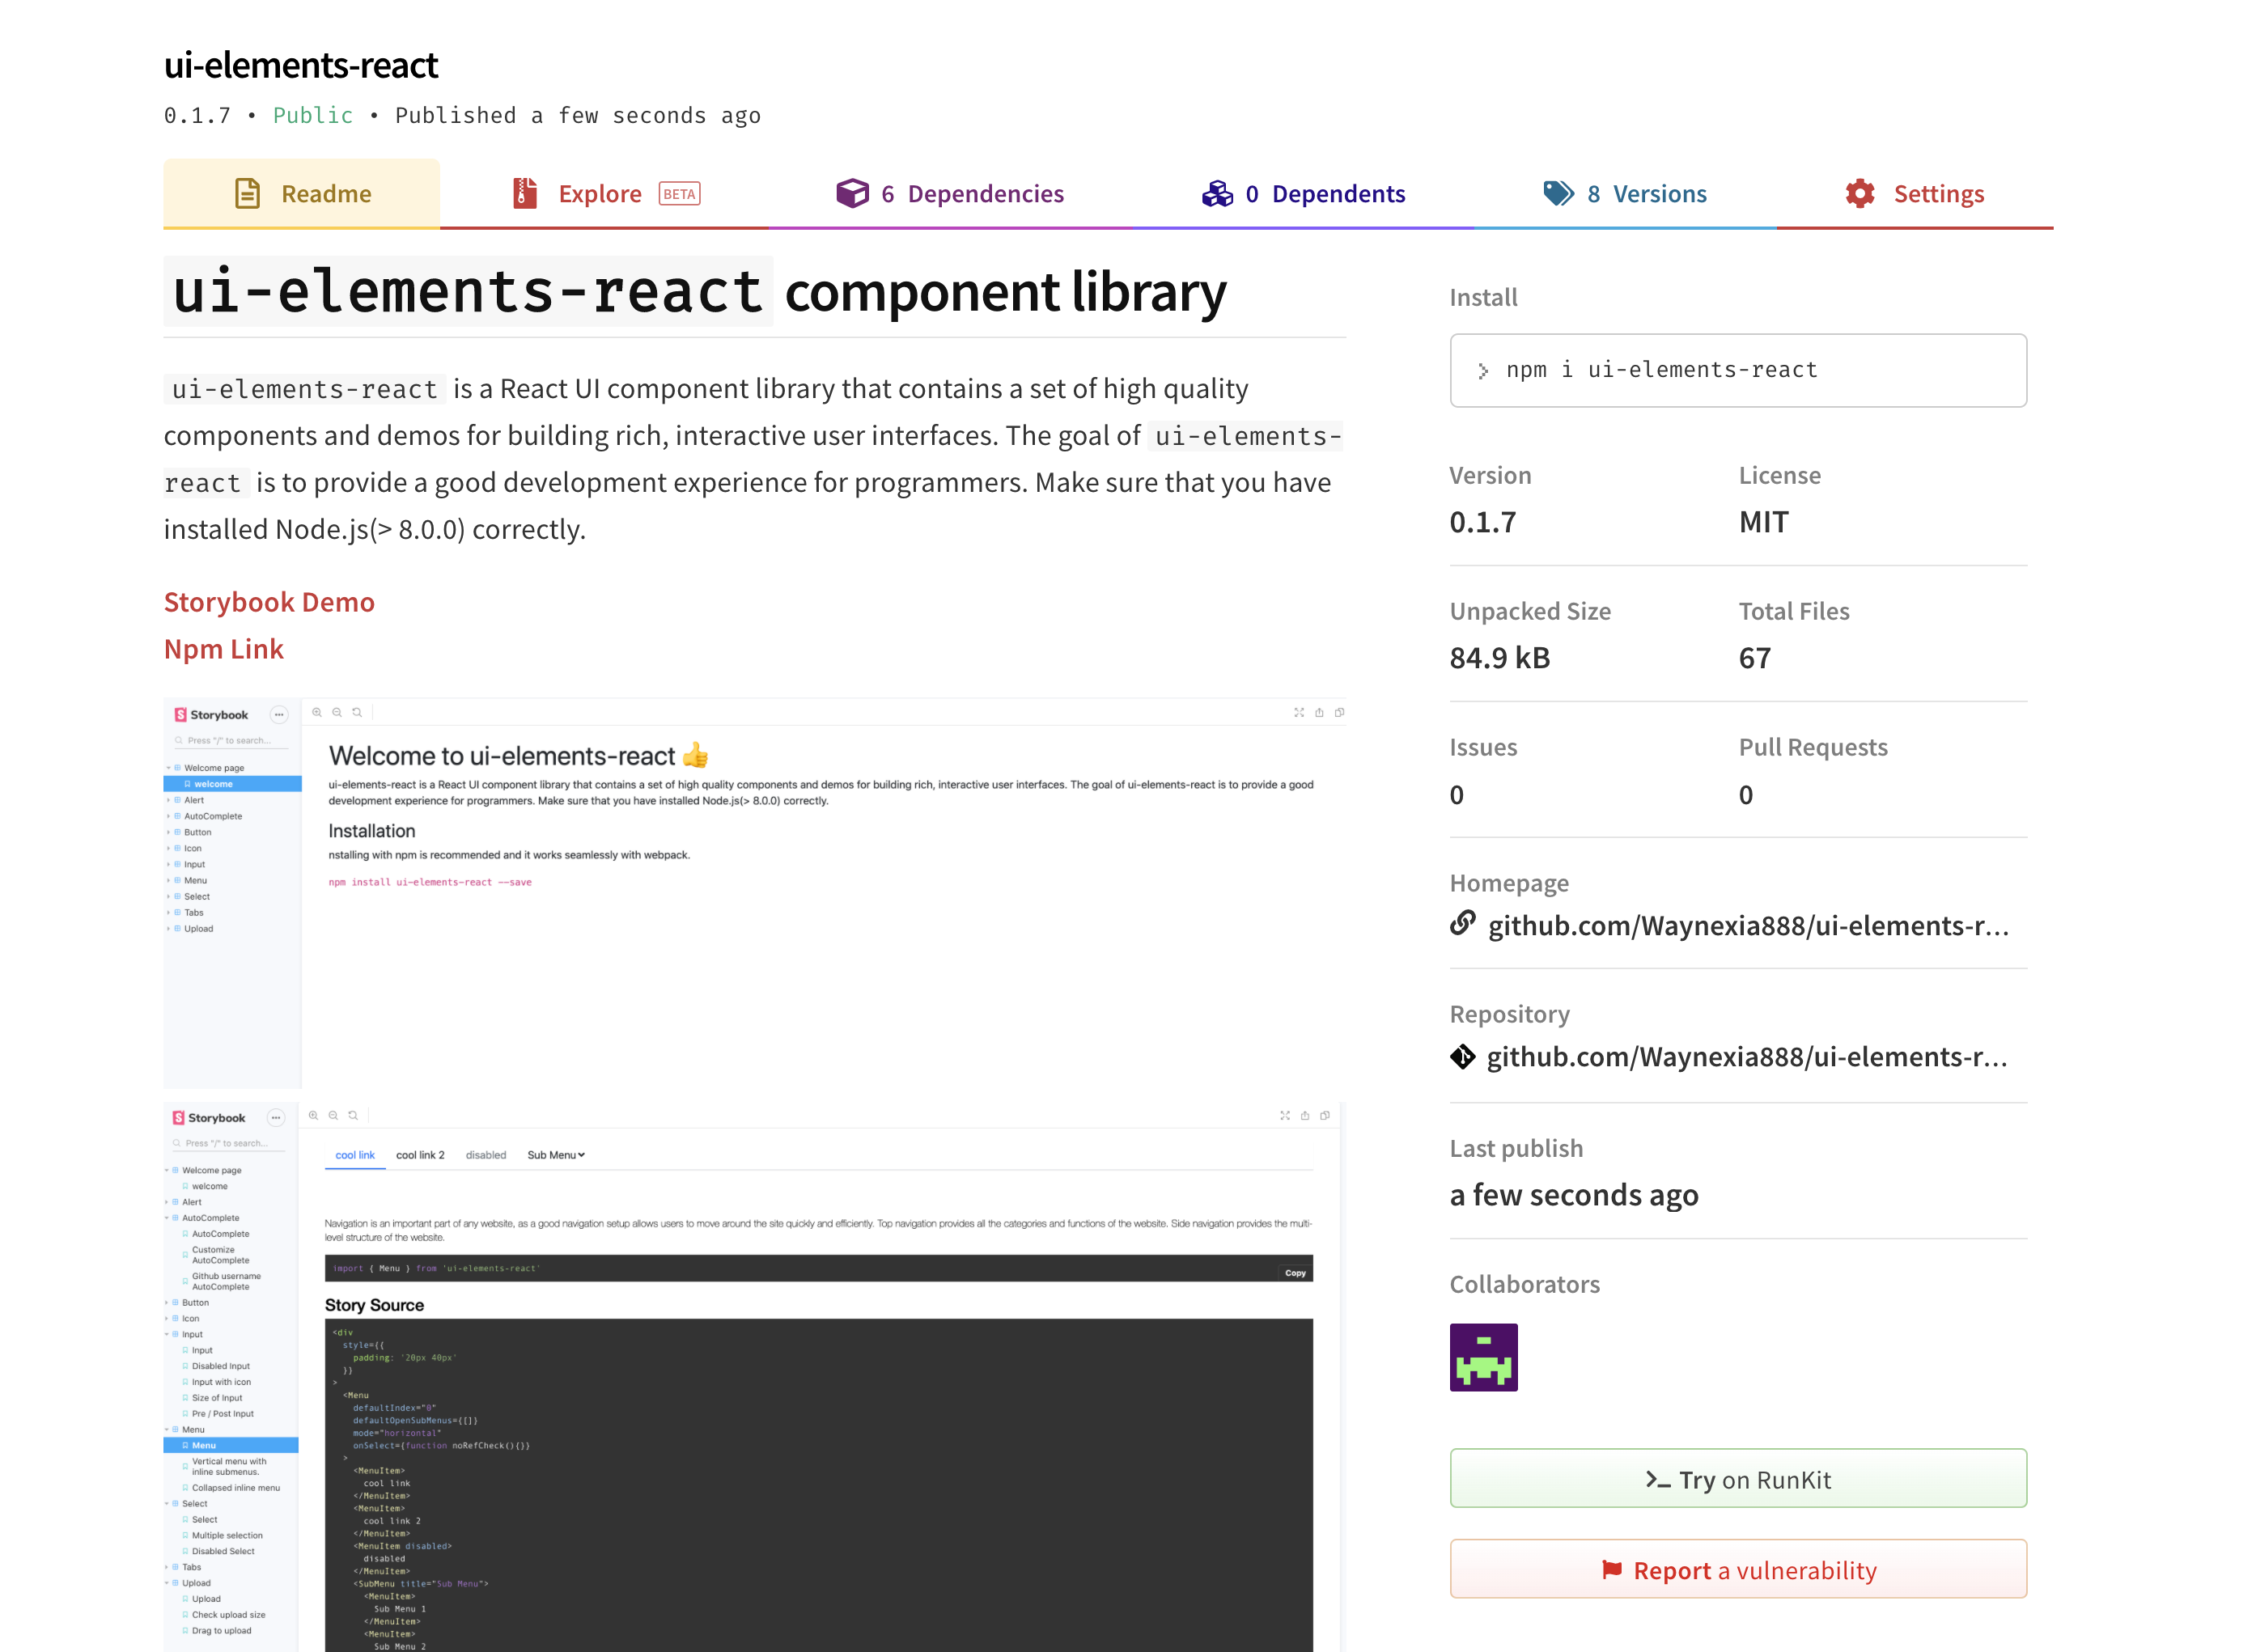 ui-elements-react
0.1.7 • Public • Published a few seconds ago
Readme
Explore BETA
6 Dependencies
0 Dependents
8 Versions
Settings
ui-elements-react component library
ui-elements-react is a React UI component library that contains a set of high quality
components and demos for building rich, interactive user interfaces. The goal of ui-elements-
react is to provide a good development experience for programmers. Make sure that you have
installed Node.js(> 8.0.0) correctly.
Storybook Demo
Npm Link
Storybook
Press "/" to search...
Welcome page
welcome
Alert
AutoComplete
Button
Icon
Input
Menu
Select
Tabs
Upload
Welcome to ui-elements-react 👍
ui-elements-react is a React UI component library that contains a set of high quality components and demos for building rich, interactive user interfaces. The goal of ui-elements-react is to provide a good
development experience for programmers. Make sure that you have installed Node.js(> 8.0.0) correctly.
Installation
nstalling with npm is recommended and it works seamlessly with webpack.
npm install ui-elements-react --save
Storybook
Press "/" to search...
Welcome page
welcome
Alert
AutoComplete
AutoComplete
Customize
AutoComplete
Github username
AutoComplete
Button
Icon
Input
Input
Disabled Input
Input with icon
Size of Input
Pre / Post Input
Menu
Menu
Vertical menu with
inline submenus.
Collapsed inline menu
Select
Select
Multiple selection
Disabled Select
Tabs
Upload
Upload
Check upload size
Drag to upload
cool link
cool link 2
disabled
Sub Menu
Navigation is an important part of any website, as a good navigation setup allows users to move around the site quickly and efficiently. Top navigation provides all the categories and functions of the website. Side navigation provides the multi-
level structure of the website.
import { Menu } from 'ui-elements-react'
Copy
Story Source
<div
style={{
padding: '20px 40px'
}}
>
<Menu
defaultIndex="0"
defaultOpenSubMenus={[]}
mode="horizontal"
onSelect={function noRefCheck(){}}
>
<MenuItem>
cool link
</MenuItem>
<MenuItem>
cool link 2
</MenuItem>
<MenuItem disabled>
disabled
</MenuItem>
<SubMenu title="Sub Menu">
<MenuItem>
Sub Menu 1
</MenuItem>
<MenuItem>
Sub Menu 2
Install
npm i ui-elements-react
Version
0.1.7
License
MIT
Unpacked Size
84.9 kB
Total Files
67
Issues
0
Pull Requests
0
Homepage
github.com/Waynexia888/ui-elements-r...
Repository
github.com/Waynexia888/ui-elements-r...
Last publish
a few seconds ago
Collaborators
Try on RunKit
Report a vulnerability